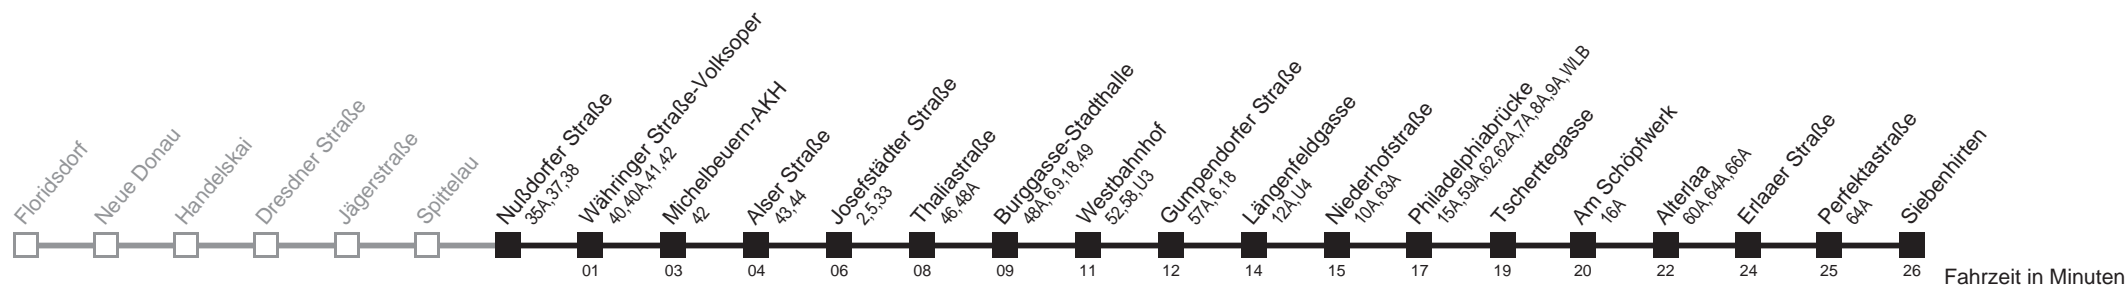 Floridsdorf
Neue Donau
Handelskai
Dresdner Straße
Jägerstraße
Spittelau
Nußdorfer Straße
35A,37,38
Währinger Straße-Volksoper
40,40A,41,42
Michelbeuern-AKH
42
Alser Straße
43,44
Josefstädter Straße
2,5,33
Thaliastraße
46,48A
Burggasse-Stadthalle
48A,6,9,18,49
Westbahnhof
52,58,U3
Gumpendorfer Straße
57A,6,18
Längenfeldgasse
12A,U4
Niederhofstraße
10A,63A
Philadelphiabrücke
15A,59A,62,62A,7A,8A,9A,WLB
Tscherttegasse
Am Schöpfwerk
16A
Alterlaa
60A,64A,66A
Erlaaer Straße
Perfektastraße
64A
Siebenhirten
01
03
04
06
08
09
11
12
14
15
17
19
20
22
24
25
26
Fahrzeit in Minuten